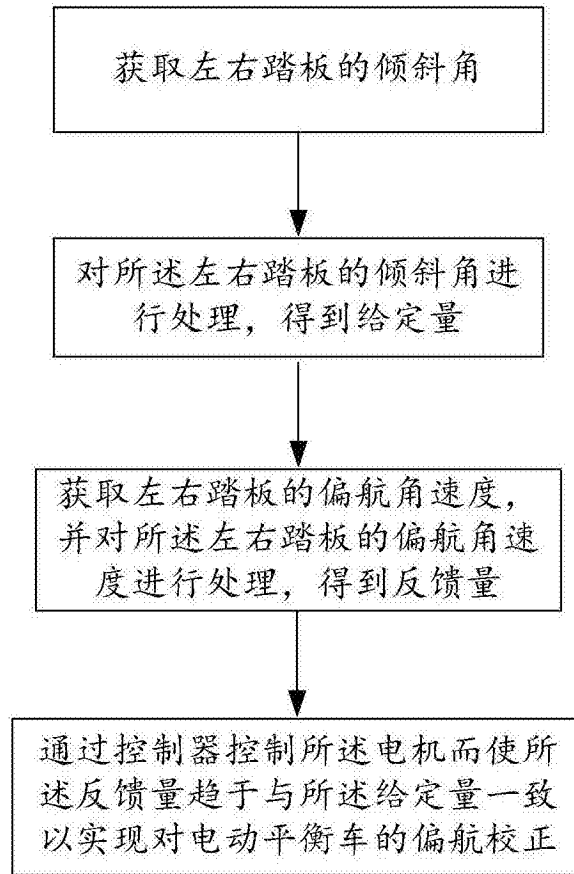 获取左右踏板的倾斜角
对所述左右踏板的倾斜角进
行处理，得到给定量
获取左右踏板的偏航角速度，
并对所述左右踏板的偏航角速
度进行处理，得到反馈量
通过控制器控制所述电机而使所
述反馈量趋于与所述给定量一致
以实现对电动平衡车的偏航校正